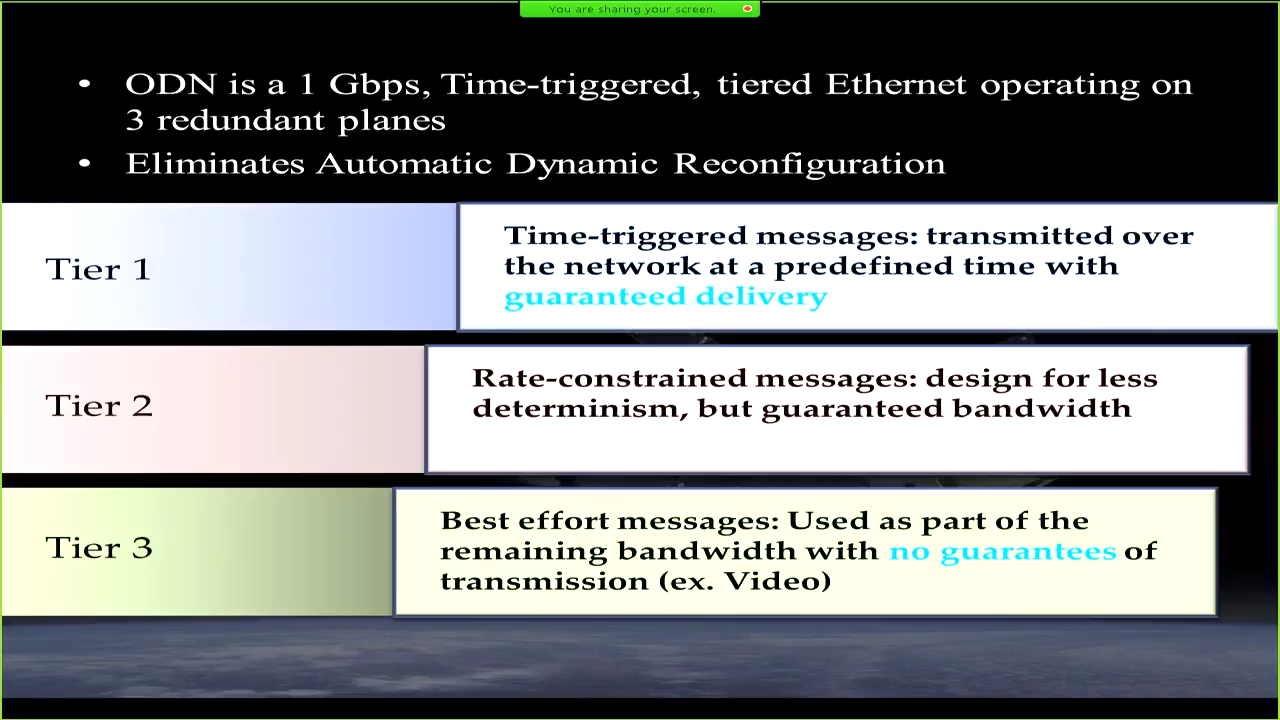 You are sharing your screen.
• ODN is a 1 Gbps, Time-triggered, tiered Ethernet operating on
3 redundant planes
• Eliminates Automatic Dynamic Reconfiguration
Tier 1
Time-triggered messages: transmitted over
the network at a predefined time with
guaranteed delivery
Tier 2
Rate-constrained messages: design for less
determinism, but guaranteed bandwidth
Tier 3
Best effort messages: Used as part of the
remaining bandwidth with no guarantees of
transmission (ex. Video)